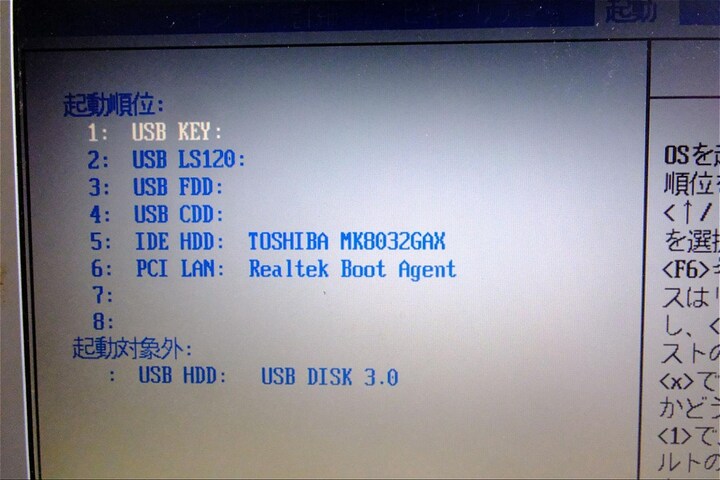 起動
起動順位:
1: USB KEY:
2: USB LS120:
3: USB FDD:
4: USB CDD:
5: IDE HDD: TOSHIBA MK8032GAX
6: PCI LAN: Realtek Boot Agent
7:
8:
起動対象外:
: USB HDD: USB DISK 3.0
OSを
順位
<↑/
を選
<F6>
スはリ
し、<
ストの
<x>で
かどう
<1>で
ルトの